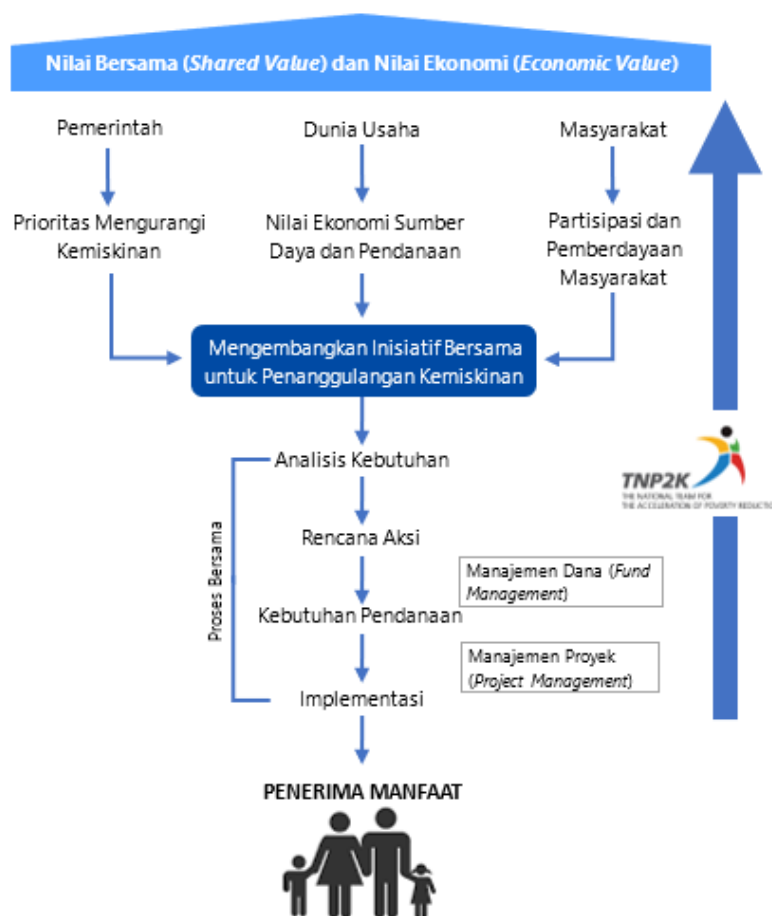 Nilai Bersama (Shared Value) dan Nilai Ekonomi (Economic Value)
Pemerintah
Dunia Usaha
Masyarakat
Prioritas Mengurangi
Kemiskinan
Nilai Ekonomi Sumber
Daya dan Pendanaan
Partisipasi dan
Pemberdayaan
Masyarakat
Mengembangkan Inisiatif Bersama
untuk Penanggulangan Kemiskinan
Proses Bersama
Analisis Kebutuhan
Rencana Aksi
Kebutuhan Pendanaan
Implementasi
Manajemen Dana (Fund
Management)
Manajemen Proyek
(Project Management)
TNP2K
THE NATIONAL TEAM FOR
THE ACCELERATION OF POVERTY REDUCTION
PENERIMA MANFAAT